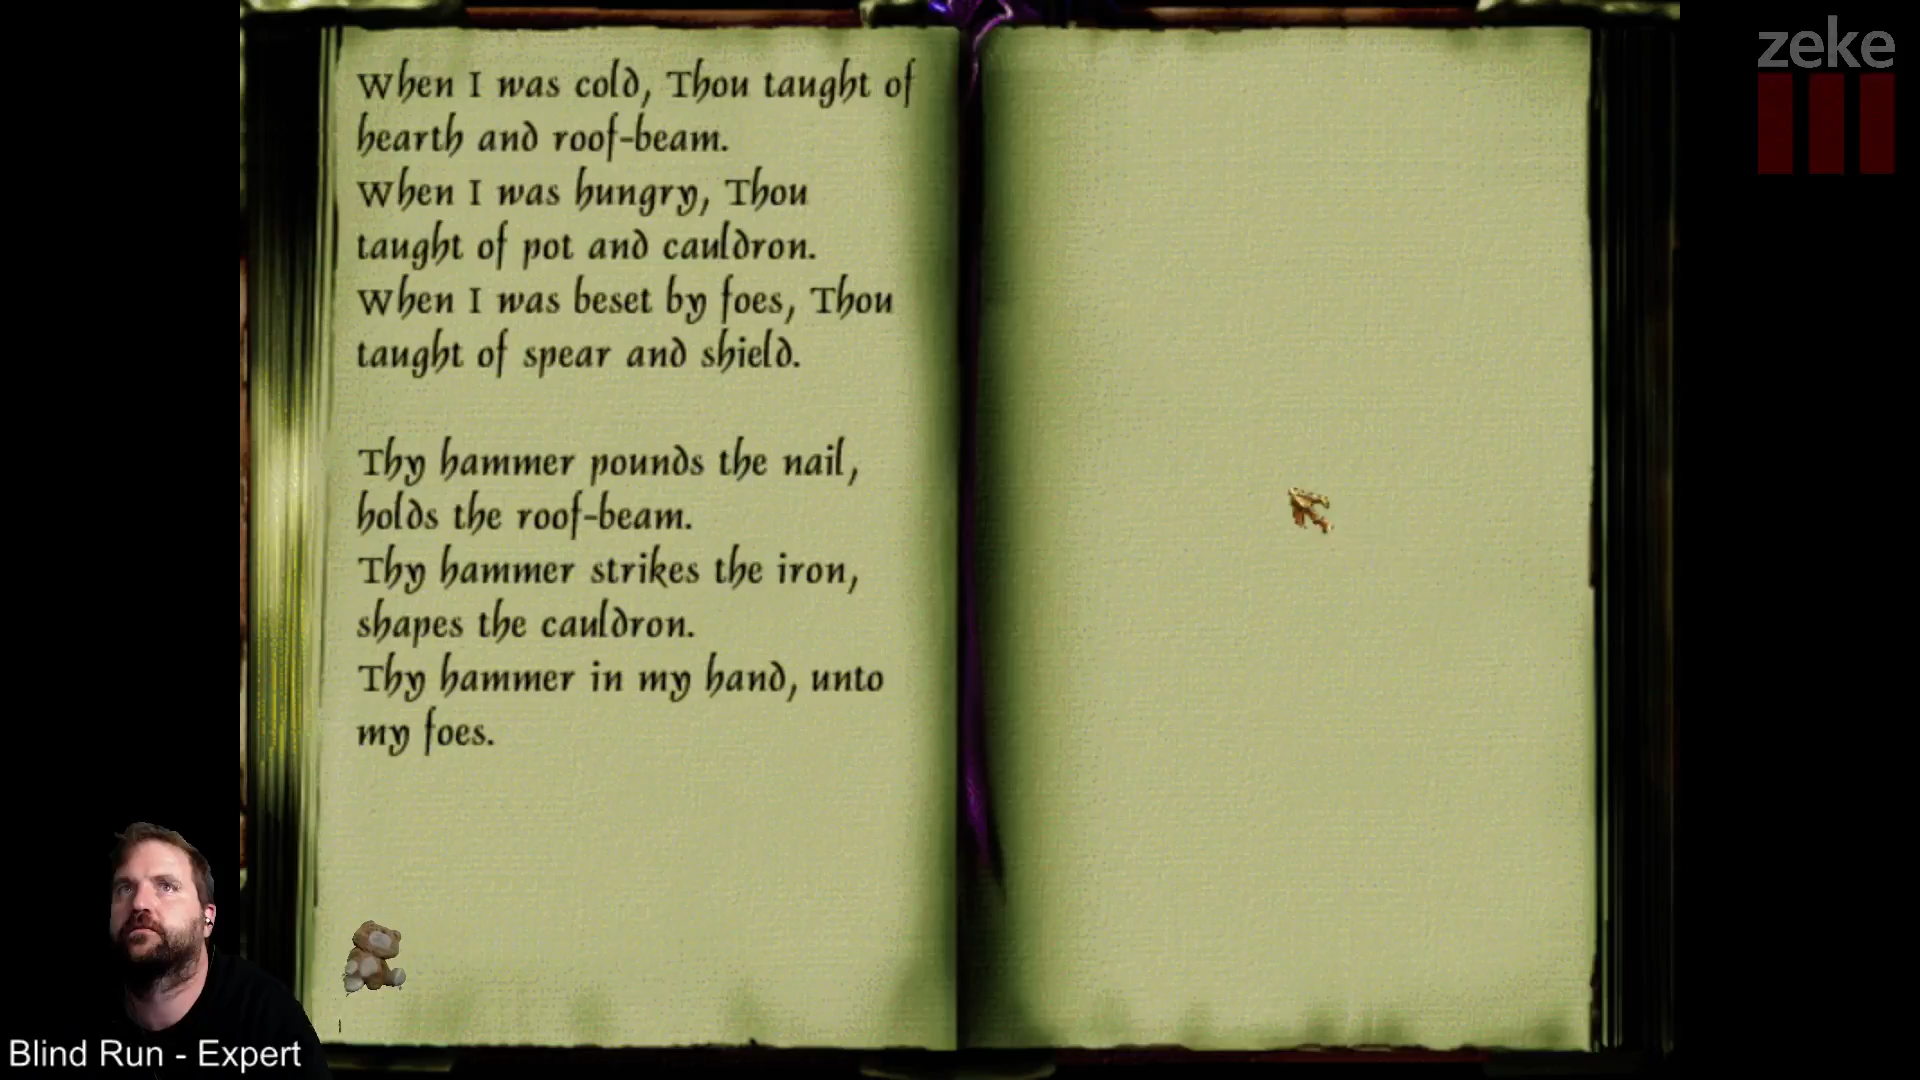 When I was cold, Thou taught of
hearth and roof-beam.
When I was hungry, Thou
taught of pot and cauldron.
When I was beset by foes, Thou
taught of spear and shield.
Thy hammer pounds the nail,
holds the roof-beam.
Thy hammer strikes the iron,
shapes the cauldron.
Thy hammer in my hand, unto
my foes.
zeke
Blind Run - Expert